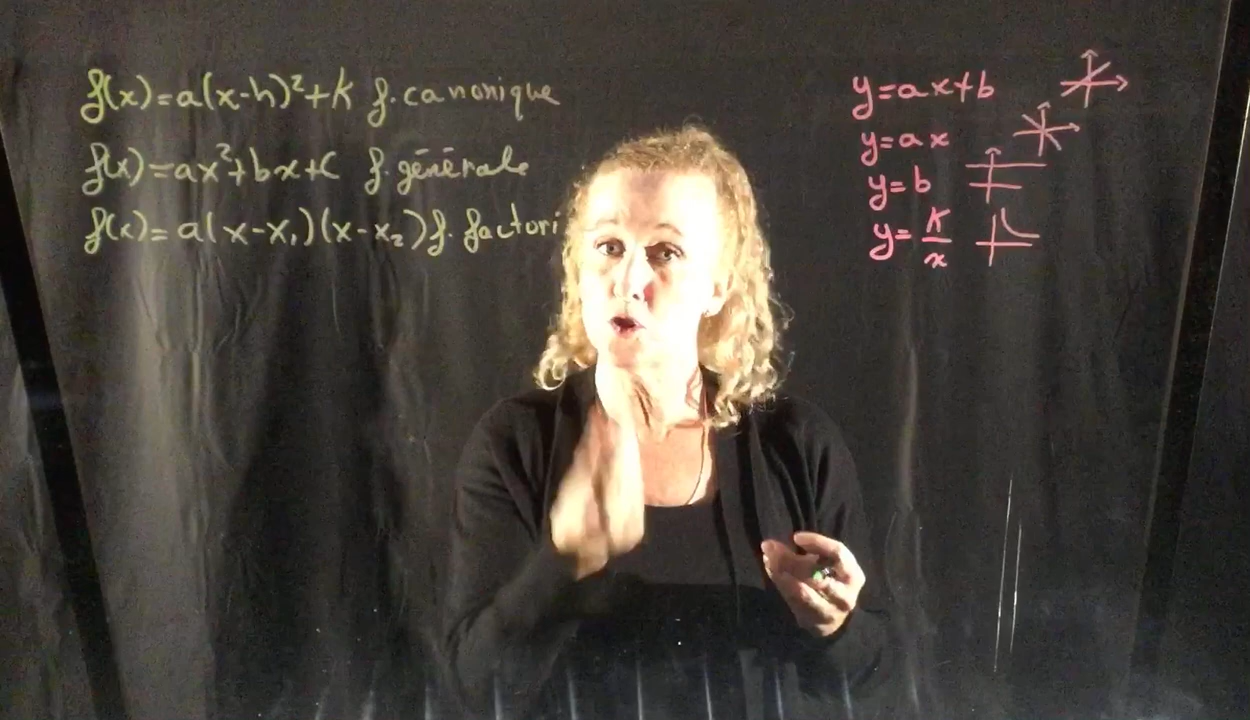 f(x)=a(x-h)²+k f.canonique
f(x)=ax²+bx+c f.générale
f(x)=a(x-x₁)(x-x₂) f.factori
y=ax+b
y=ax
y=b
y=k/x